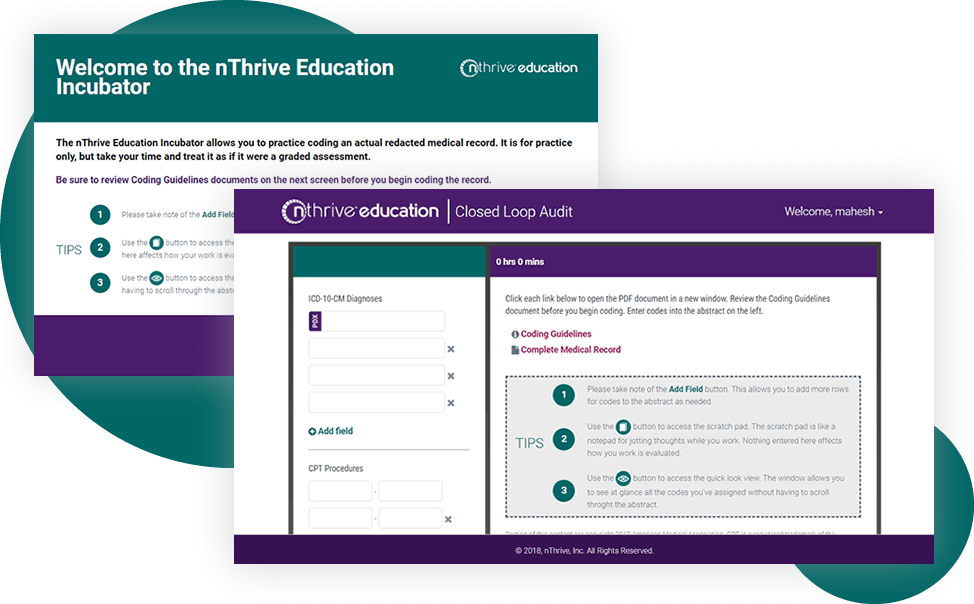 Welcome to the nThrive Education
Incubator
nthrive education
The nThrive Education Incubator allows you to practice coding an actual redacted medical record. It is for practice
only, but take your time and treat it as if it were a graded assessment.
Be sure to review Coding Guidelines documents on the next screen before you begin coding the record.
TIPS
1 Please take note of the Add Field
2 Use the button to access the
here affects how your work is
3 Use the button to access the
having to scroll through the
nthrive education Closed Loop Audit
Welcome, mahesh
0 hrs 0 mins
ICD-10-CM Diagnoses
PDX
Add field
CPT Procedures
-
-
Click each link below to open the PDF document in a new window. Review the Coding Guidelines
document before you begin coding. Enter codes into the abstract on the left.
Coding Guidelines
Complete Medical Record
TIPS
1 Please take note of the Add Field button. This allows you to add more rows
for codes to the abstract as needed.
2 Use the button to access the scratch pad. The scratch pad is like a
notepad for jotting thoughts while you work. Nothing entered here effects
how you work is evaluated.
3 Use the button to access the quick look view. The window allows you
to see at glance all the codes you've assigned without having to scroll
throght the abstract.
© 2018, nThrive, Inc. All Rights Reserved.